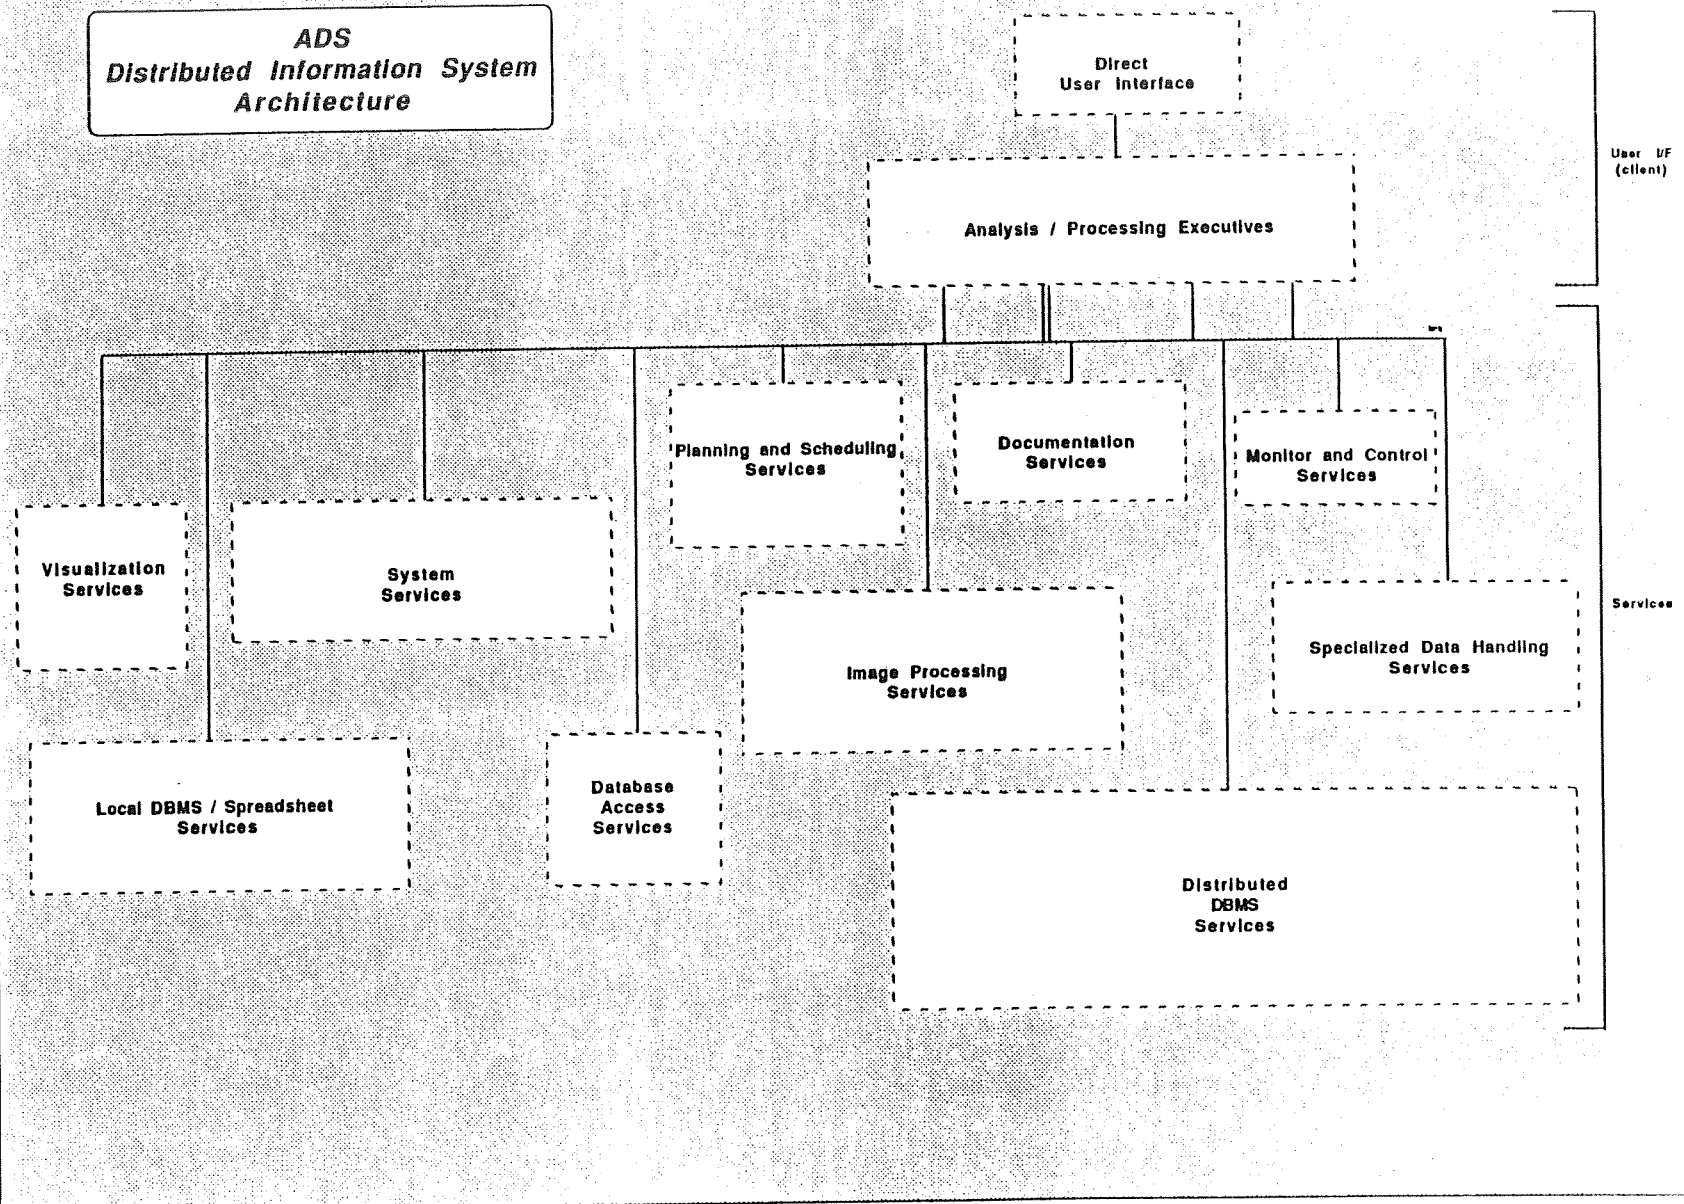 ADS
Distributed Information System
Architecture
Direct
User Interface
User I/F
(client)
Analysis / Processing Executives
Planning and Scheduling
Services
Documentation
Services
Monitor and Control
Services
Visualization
Services
System
Services
Services
Image Processing
Services
Specialized Data Handling
Services
Local DBMS / Spreadsheet
Services
Database
Access
Services
Distributed
DBMS
Services